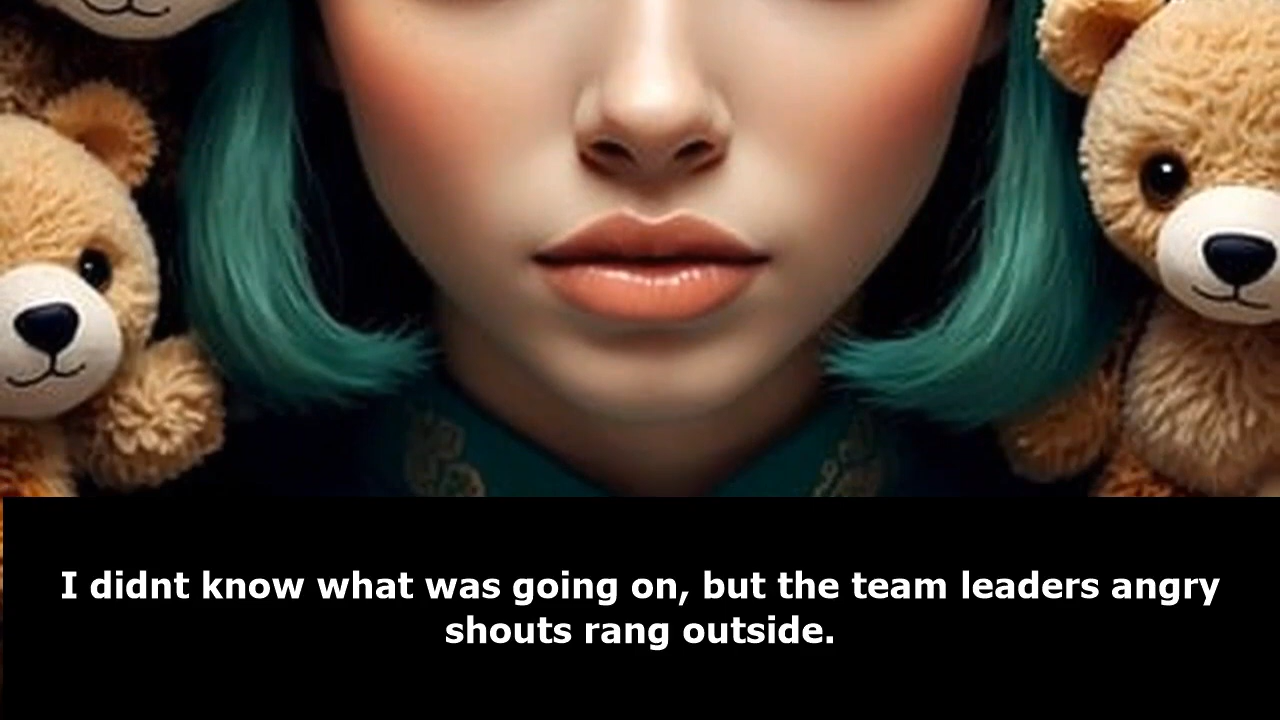 I didnt know what was going on, but the team leaders angry
shouts rang outside.